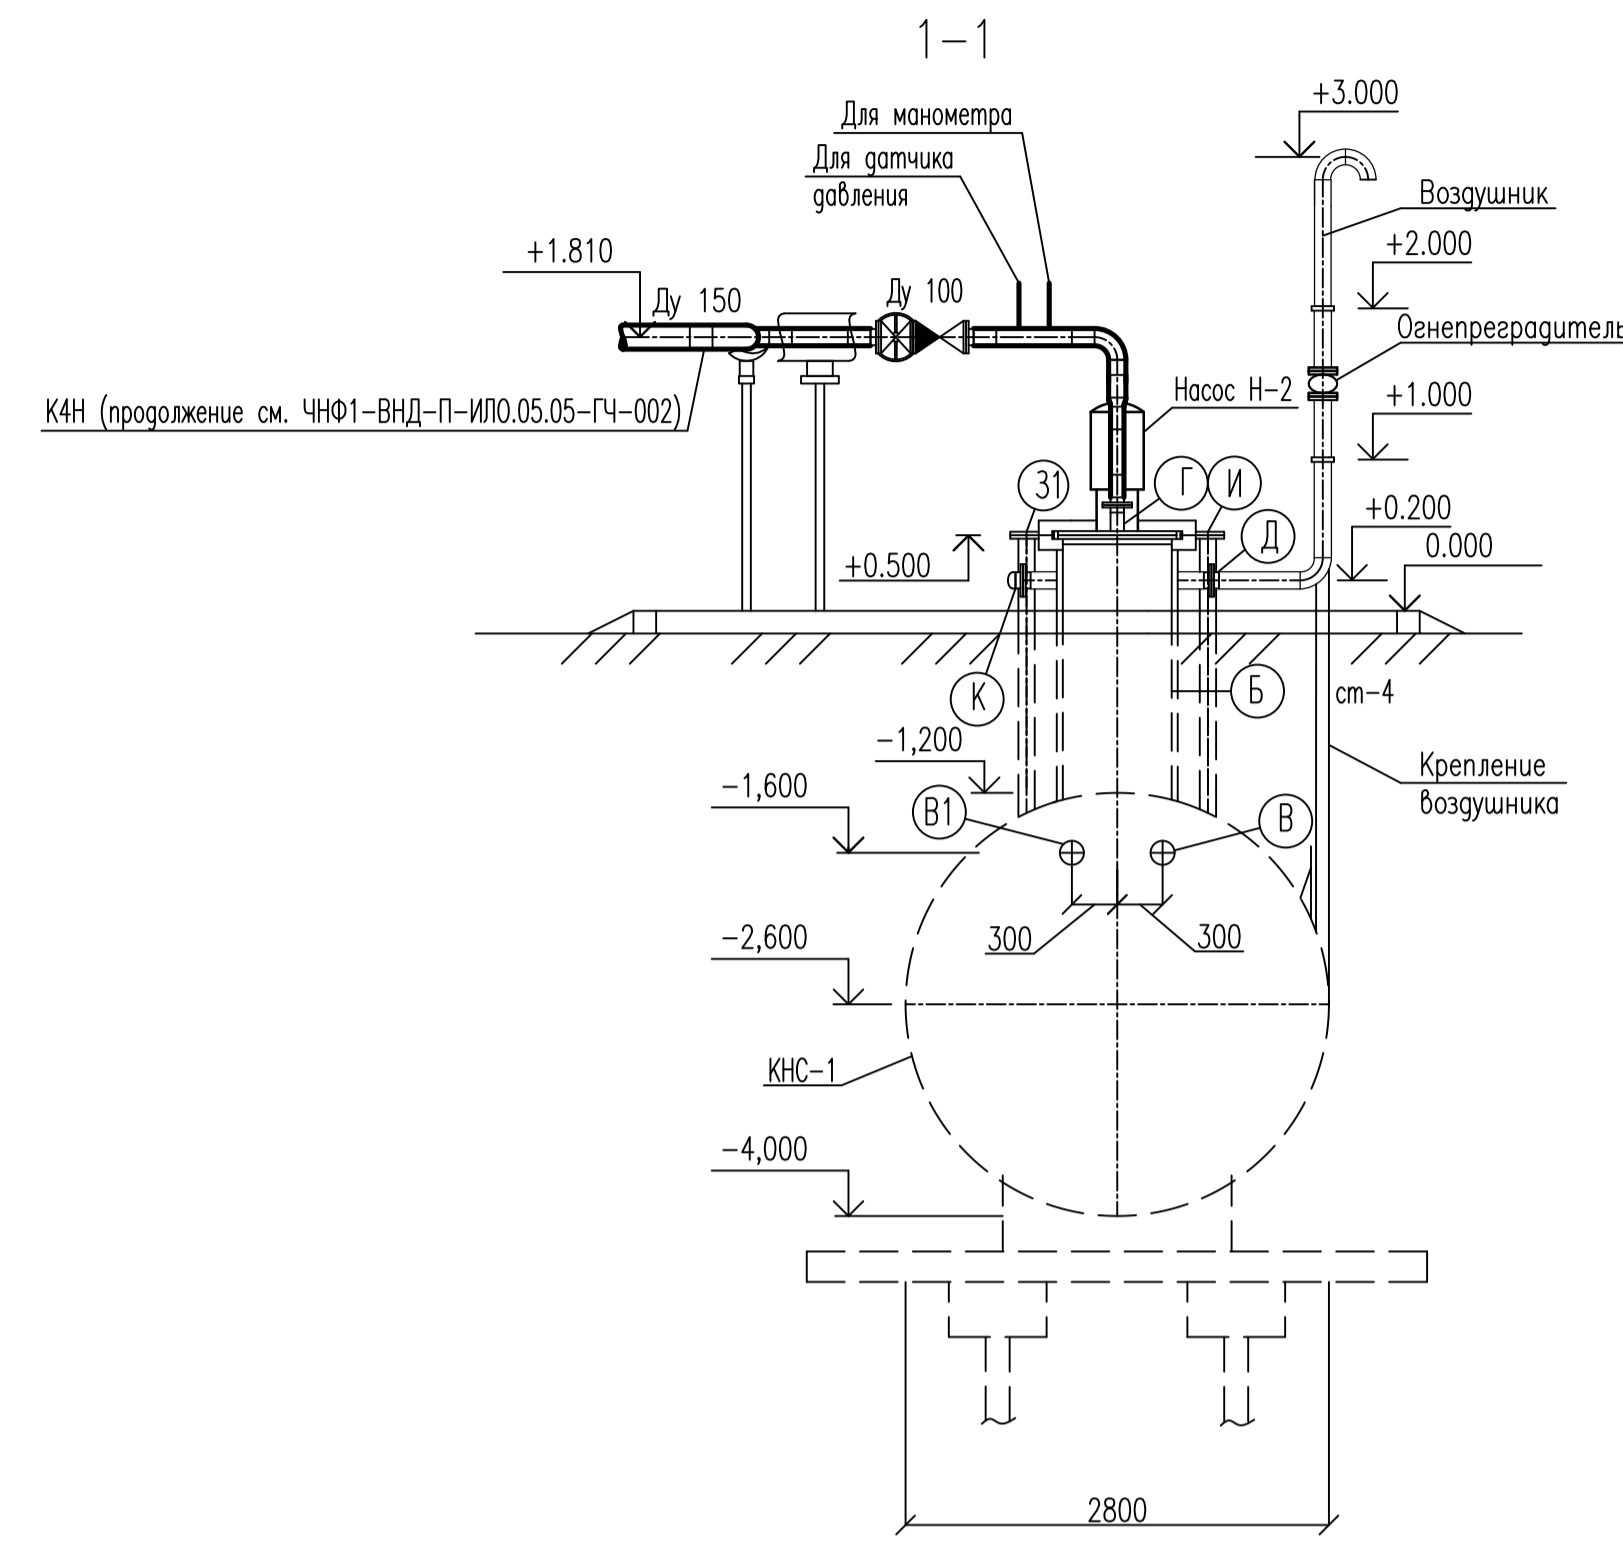 1-1
+3.000
Для манометра
Для датчика
давления
Воздушник
+2.000
+1.810
Ду 150
Ду 100
Огнепреградитель
Насос Н-2
+1.000
К4Н (продолжение см. ЧНФ1-ВНД-П-ИЛО.05.05-ГЧ-002)
31
Г
И
+0.200
Д
0.000
+0.500
К
Б
ст-4
-1,200
Крепление
воздушника
-1,600
В1
В
-2,600
300
300
КНС-1
-4,000
2800